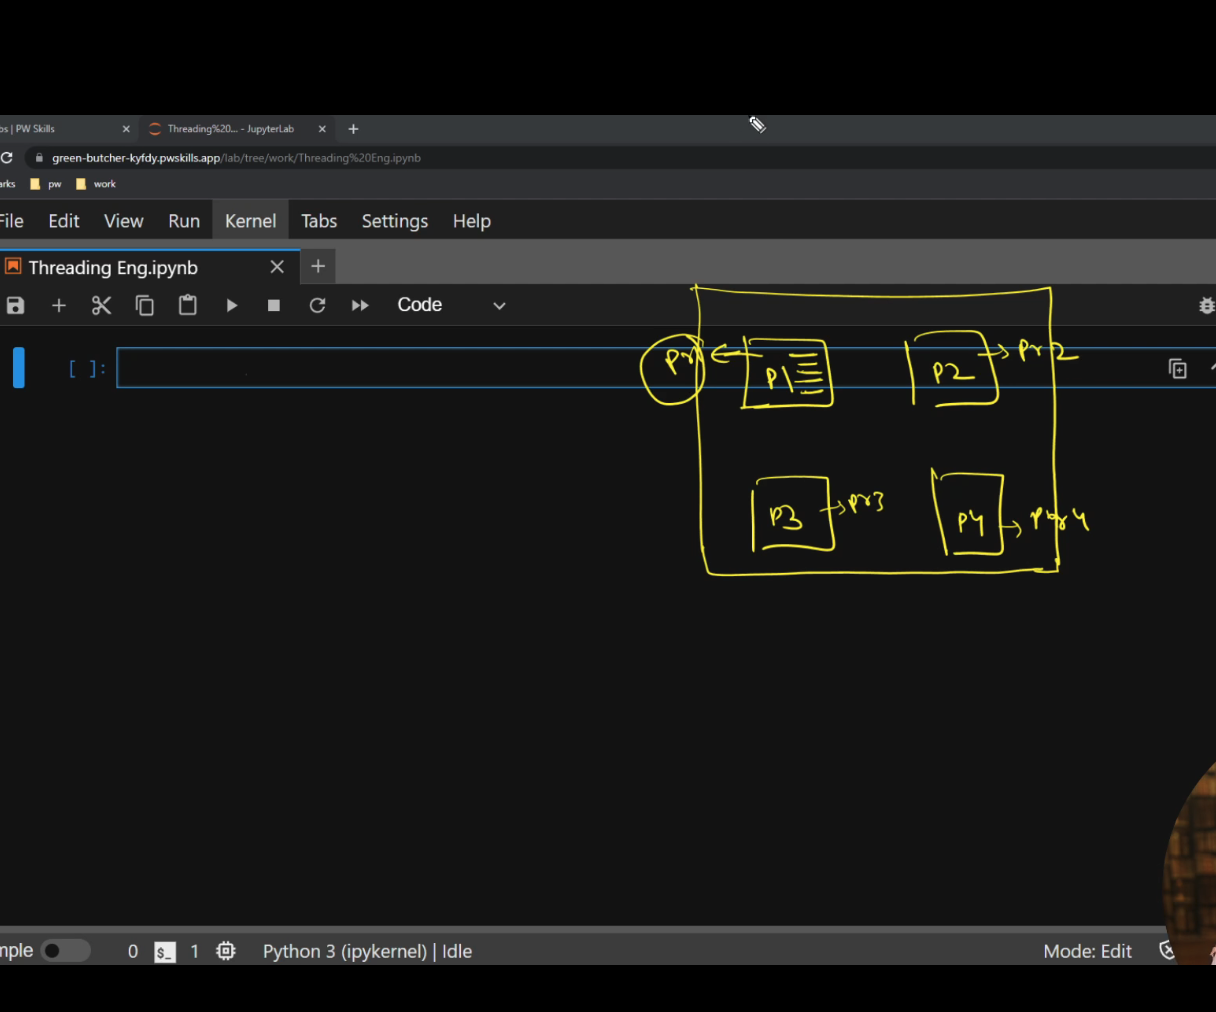 bs | PW Skills
Threading%20... - JupyterLab
green-butcher-kyfdy.pwskills.app/lab/tree/work/Threading%20Eng.ipynb
arks pw work
File Edit View Run Kernel Tabs Settings Help
Threading Eng.ipynb
Code
[ ]:
P1
P2 Pr2
P3 Pr3
P4 Pr4
mple 0 $_ 1 Python 3 (ipykernel) | Idle Mode: Edit